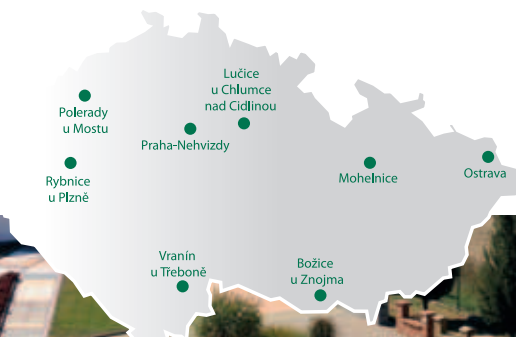 Lučice
u Chlumce
nad Cidlinou
Polerady
u Mostu
Praha-Nehvizdy
Rybnice
u Plzně
Mohelnice
Ostrava
Vranín
u Třeboně
Božice
u Znojma